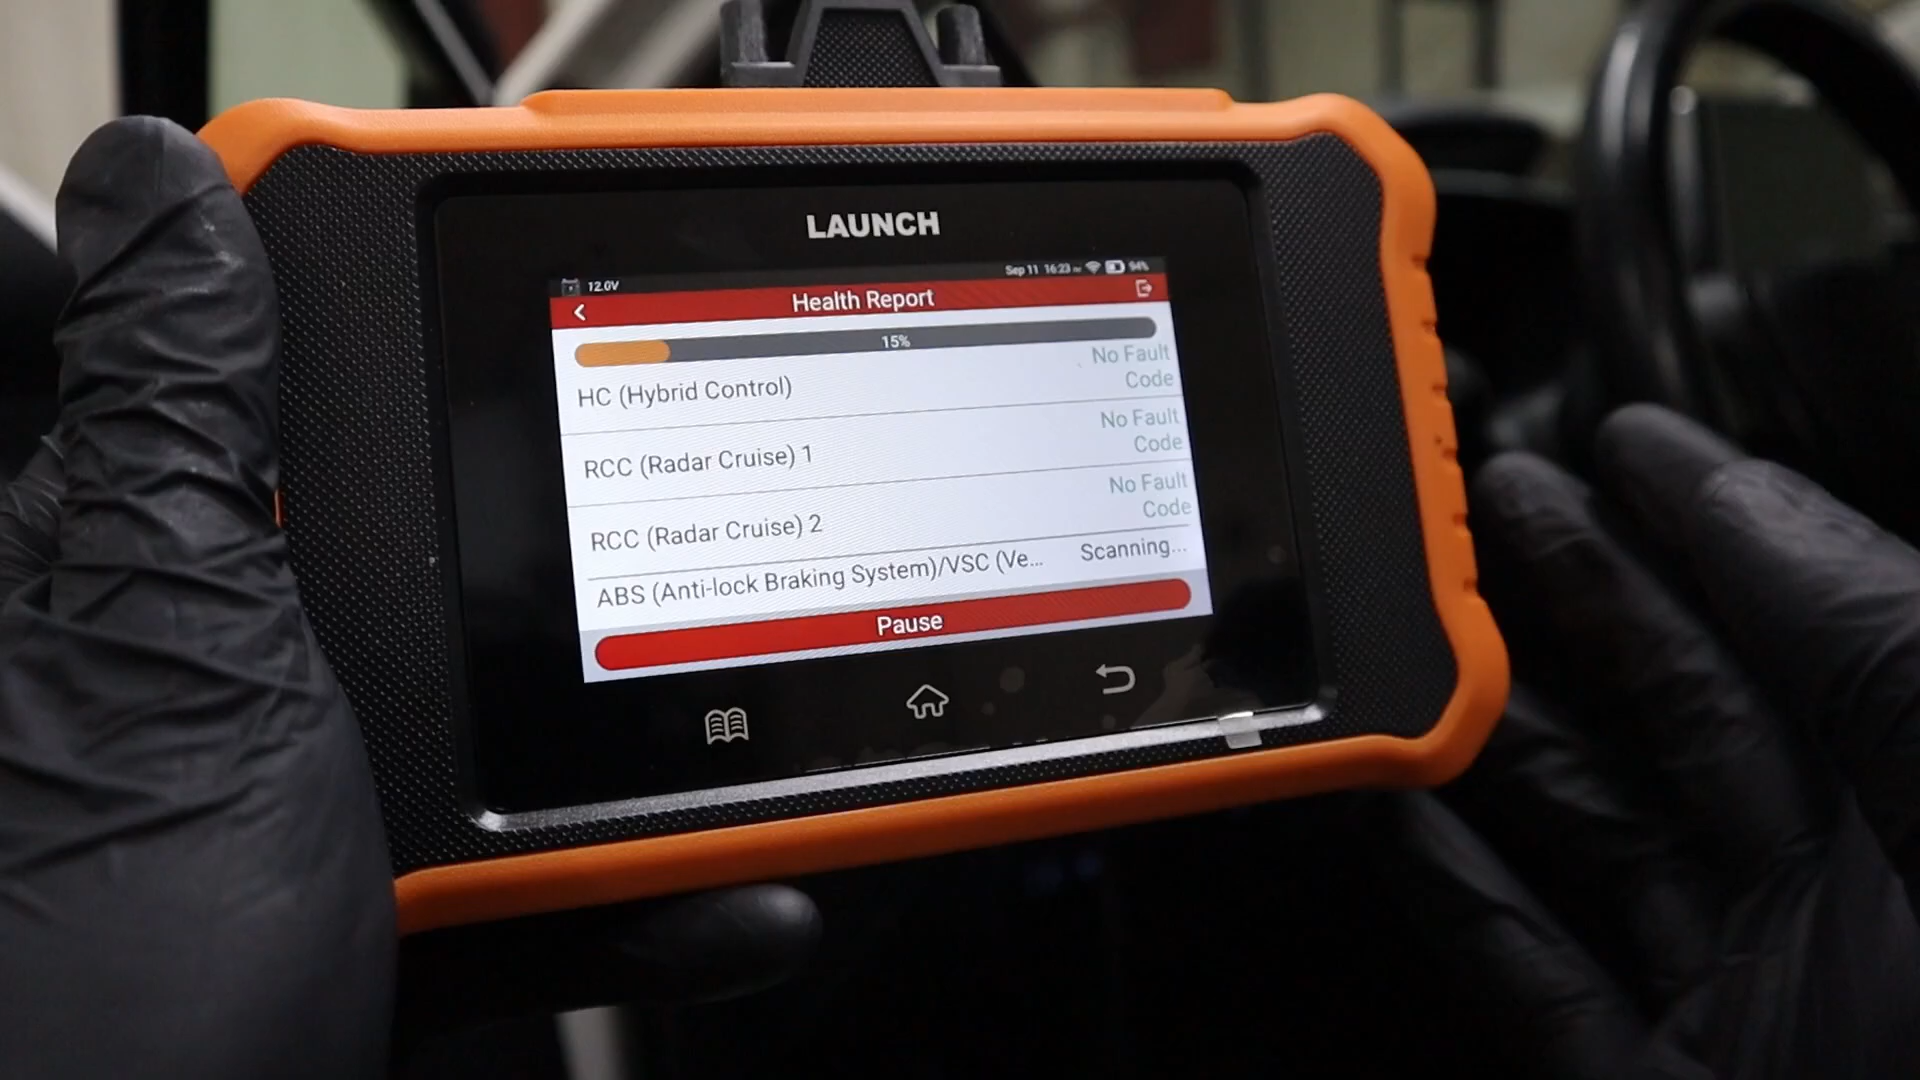 LAUNCH
12.0V Sep 11 16:23 94%
Health Report
15%
HC (Hybrid Control) No Fault
Code
RCC (Radar Cruise) 1 No Fault
Code
RCC (Radar Cruise) 2 No Fault
Code
ABS (Anti-lock Braking System)/VSC (Ve... Scanning...
Pause